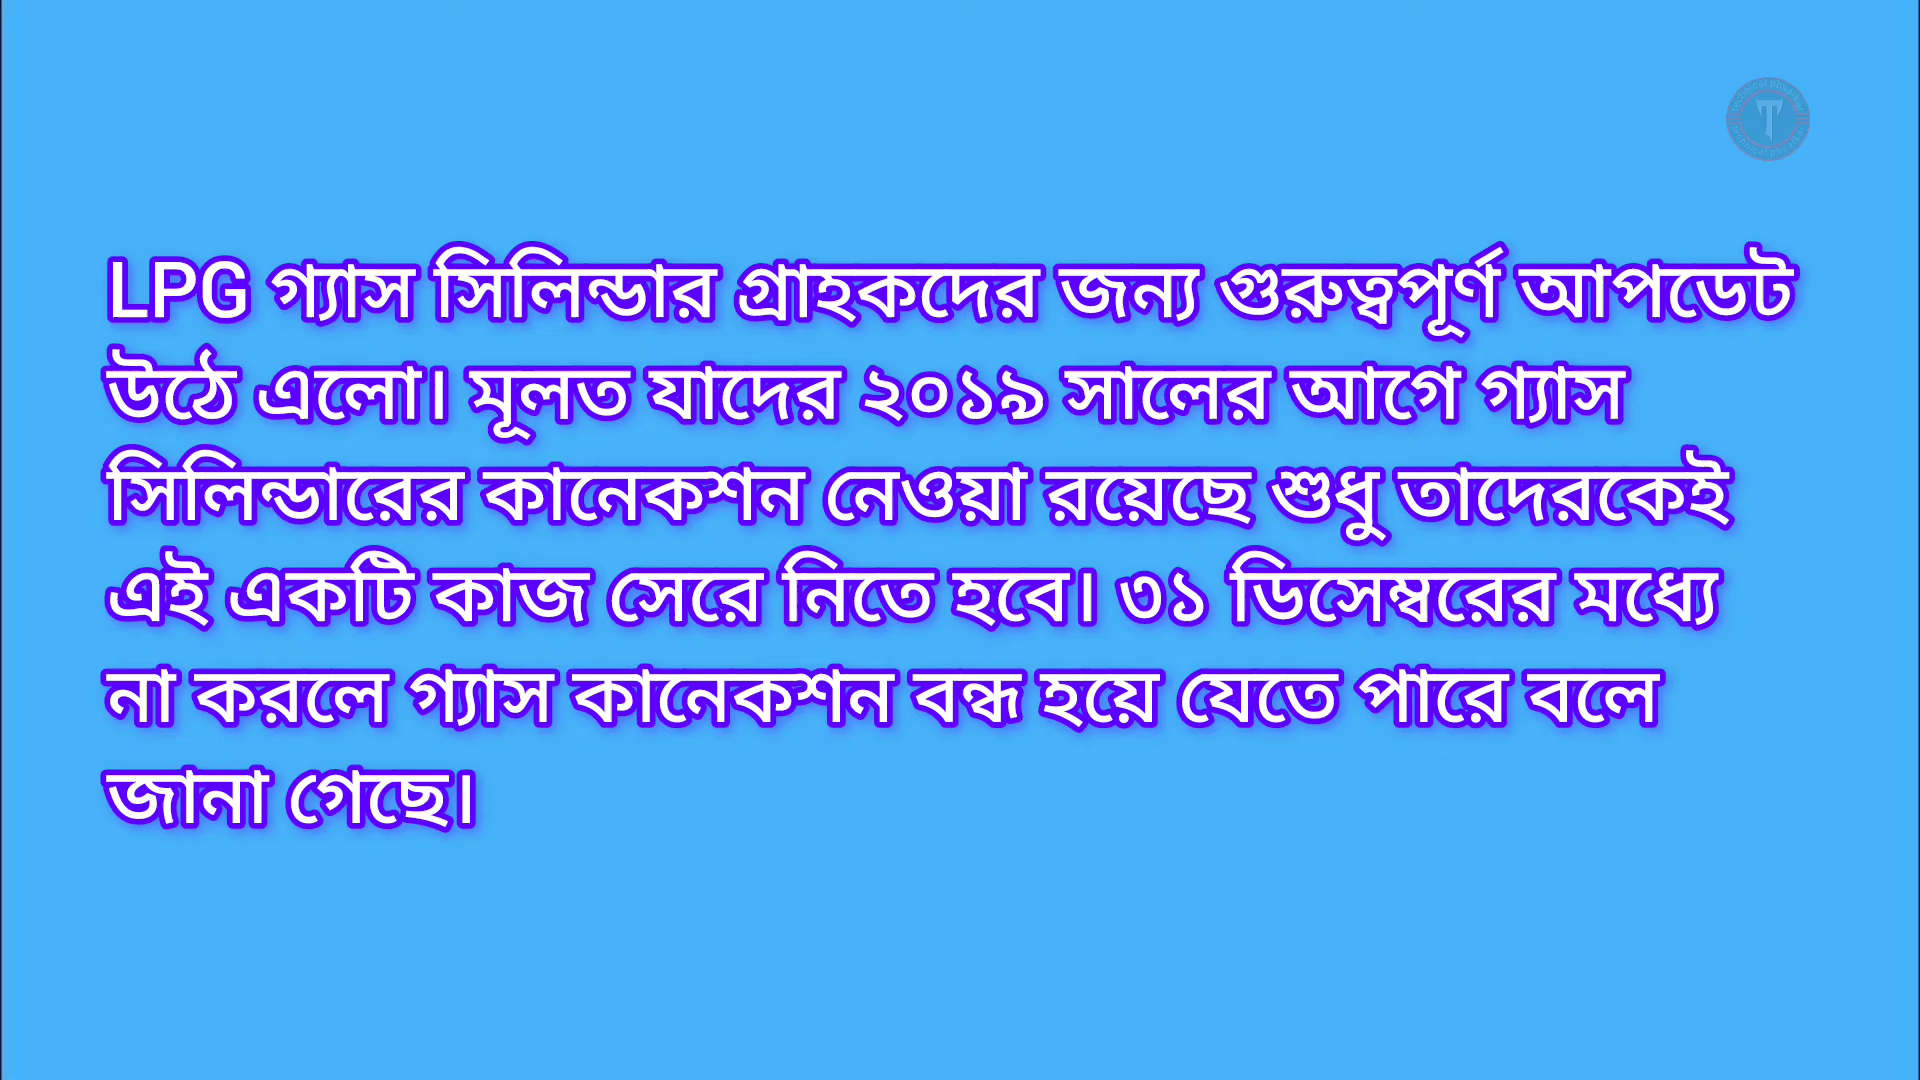 LPG গ্যাস সিলিন্ডার গ্রাহকদের জন্য গুরুত্বপূর্ণ আপডেট
উঠে এলো। মূলত যাদের ২০১৯ সালের আগে গ্যাস
সিলিন্ডারের কানেকশন নেওয়া রয়েছে শুধু তাদেরকেই
এই একটি কাজ সেরে নিতে হবে। ৩১ ডিসেম্বরের মধ্যে
না করলে গ্যাস কানেকশন বন্ধ হয়ে যেতে পারে বলে
জানা গেছে।